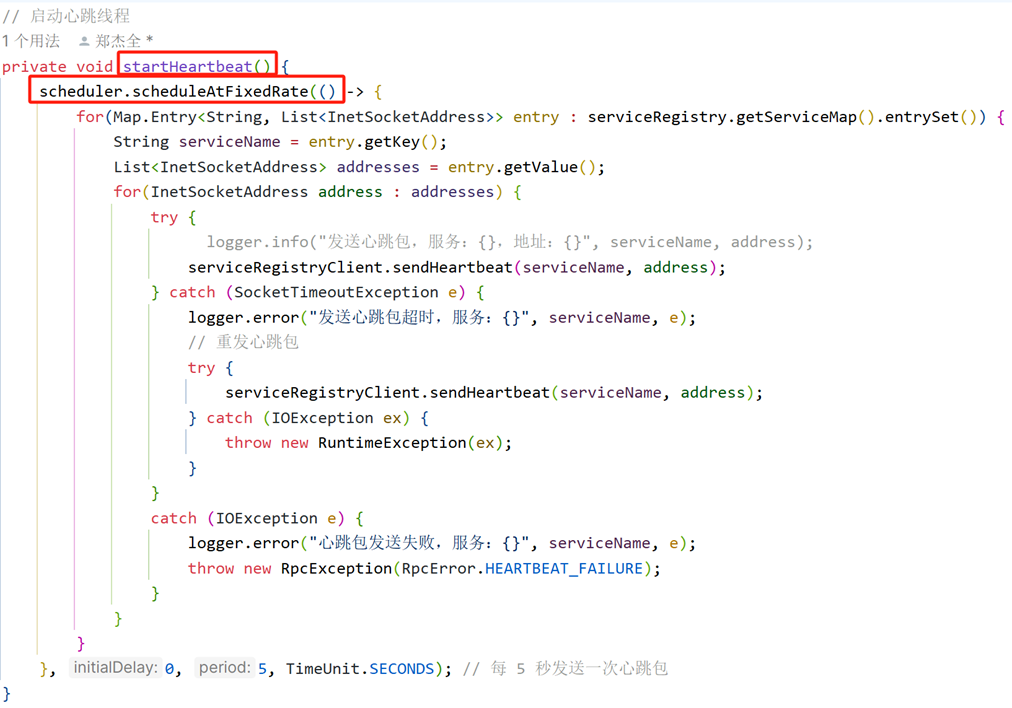 // 启动心跳线程
1 个用法 郑杰全 *
private void startHeartbeat() {
scheduler.scheduleAtFixedRate(() -> {
for(Map.Entry<String, List<InetSocketAddress>> entry : serviceRegistry.getServiceMap().entrySet()) {
String serviceName = entry.getKey();
List<InetSocketAddress> addresses = entry.getValue();
for(InetSocketAddress address : addresses) {
try {
logger.info("发送心跳包，服务: {}，地址: {}", serviceName, address);
serviceRegistryClient.sendHeartbeat(serviceName, address);
} catch (SocketTimeoutException e) {
logger.error("发送心跳包超时，服务: {}", serviceName, e);
// 重发心跳包
try {
serviceRegistryClient.sendHeartbeat(serviceName, address);
} catch (IOException ex) {
throw new RuntimeException(ex);
}
}
catch (IOException e) {
logger.error("心跳包发送失败，服务: {}", serviceName, e);
throw new RpcException(RpcError.HEARTBEAT_FAILURE);
}
}
}
}, initialDelay: 0, period: 5, TimeUnit.SECONDS); // 每 5 秒发送一次心跳包
}